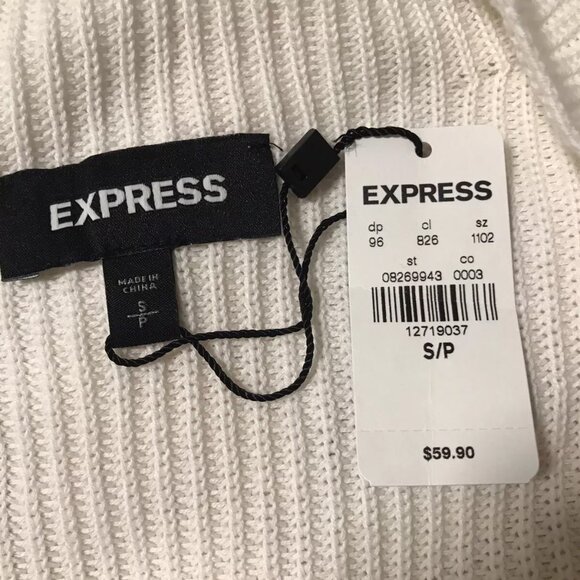 EXPRESS
MADE IN
CHINA
S
P
EXPRESS
dp cl sz
96 826 1102
st co
08269943 0003
12719037
S/P
$59.90